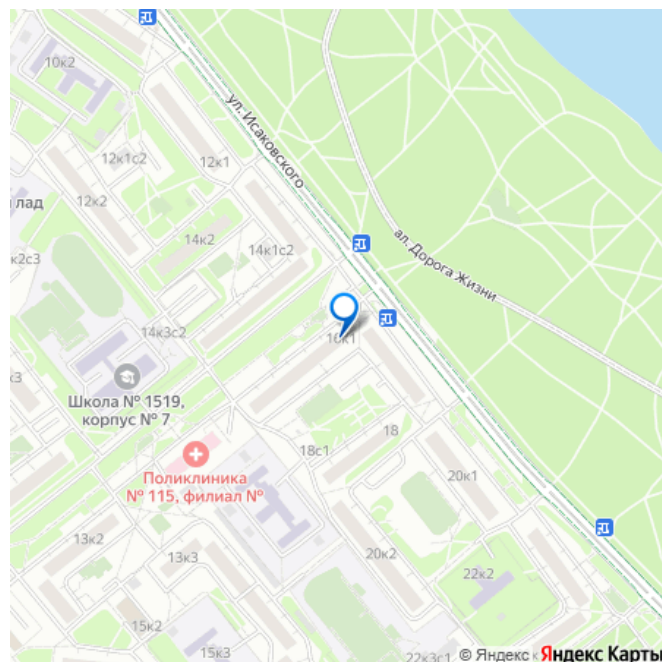 10к2
ул. Исаковского
12к1
12к1с2
12к2
лад
14к2
14к1с2
ал. Дорога Жизни
к2с3
14к3с2
16к1
к3
Школа № 1519,
корпус № 7
18
18с1
Поликлиника
№ 115, филиал №
20к1
13к2
20к2
13к3
22к2
15к2
15к3
22к3с1
© Яндекс Яндекс Карты